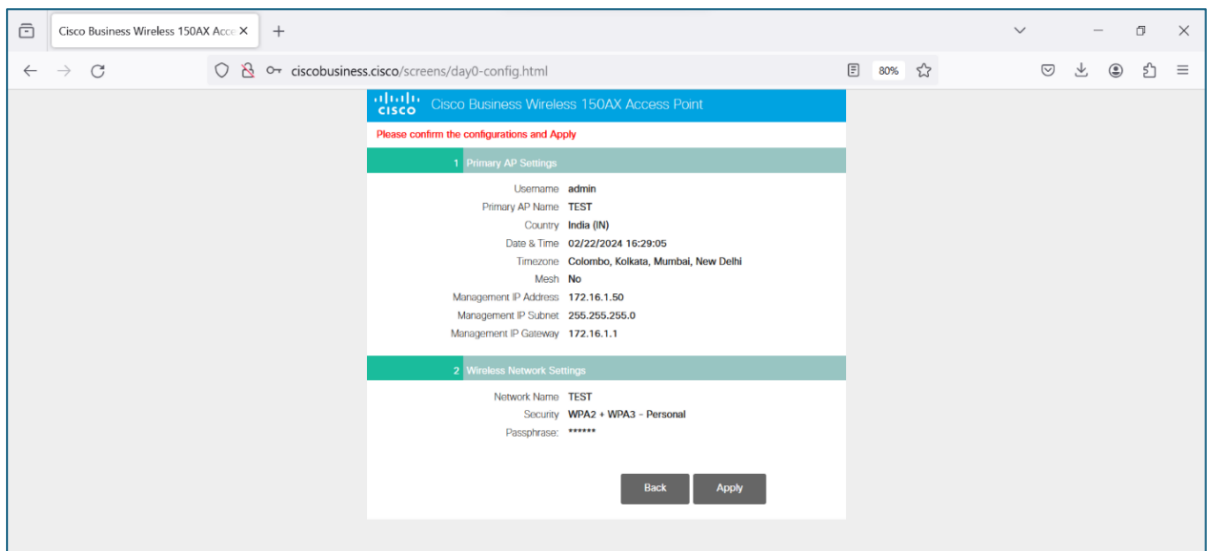 Cisco Business Wireless 150AX Acce
ciscobusiness.cisco/screens/day0-config.html
80%
CISCO Cisco Business Wireless 150AX Access Point
Please confirm the configurations and Apply
1 Primary AP Settings
Username admin
Primary AP Name TEST
Country India (IN)
Date & Time 02/22/2024 16:29:05
Timezone Colombo, Kolkata, Mumbai, New Delhi
Mesh No
Management IP Address 172.16.1.50
Management IP Subnet 255.255.255.0
Management IP Gateway 172.16.1.1
2 Wireless Network Settings
Network Name TEST
Security WPA2 + WPA3 - Personal
Passphrase: ******
Back Apply